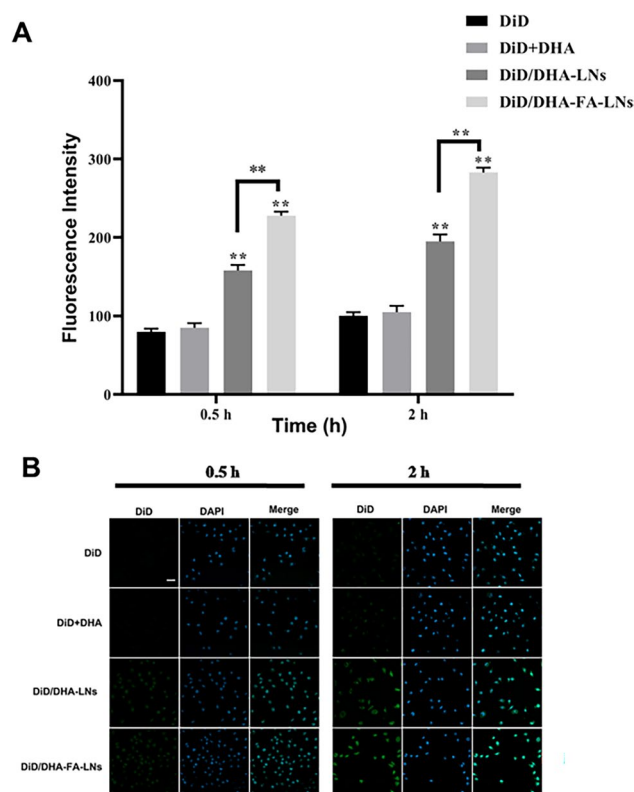 A
DiD
DiD+DHA
DiD/DHA-LNs
DiD/DHA-FA-LNs
Fluorescence Intensity
400
300
200
100
0
**
**
**
**
**
**
0.5 h
2 h
Time (h)
B
0.5 h
2 h
DiD
DAPI
Merge
DiD
DAPI
Merge
DiD
DiD+DHA
DiD/DHA-LNs
DiD/DHA-FA-LNs